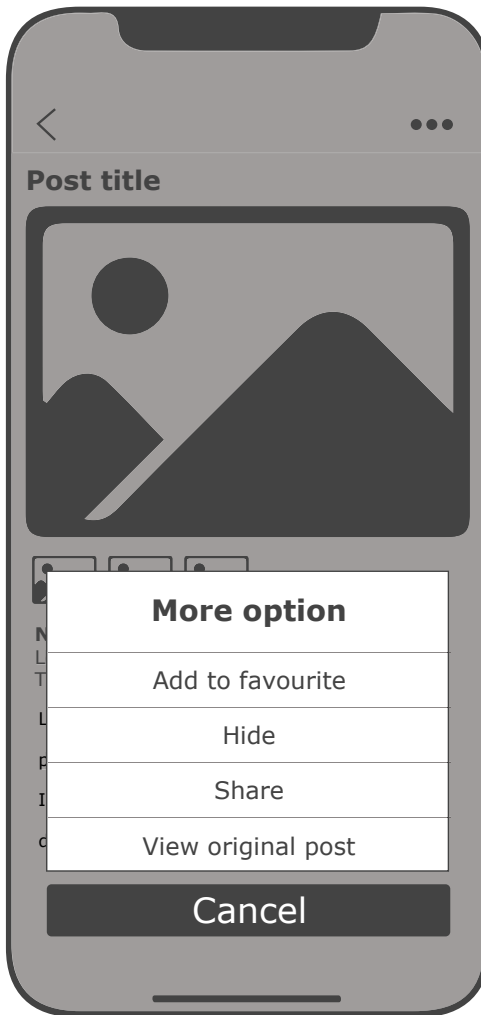 Post title
More option
Add to favourite
Hide
Share
View original post
Cancel